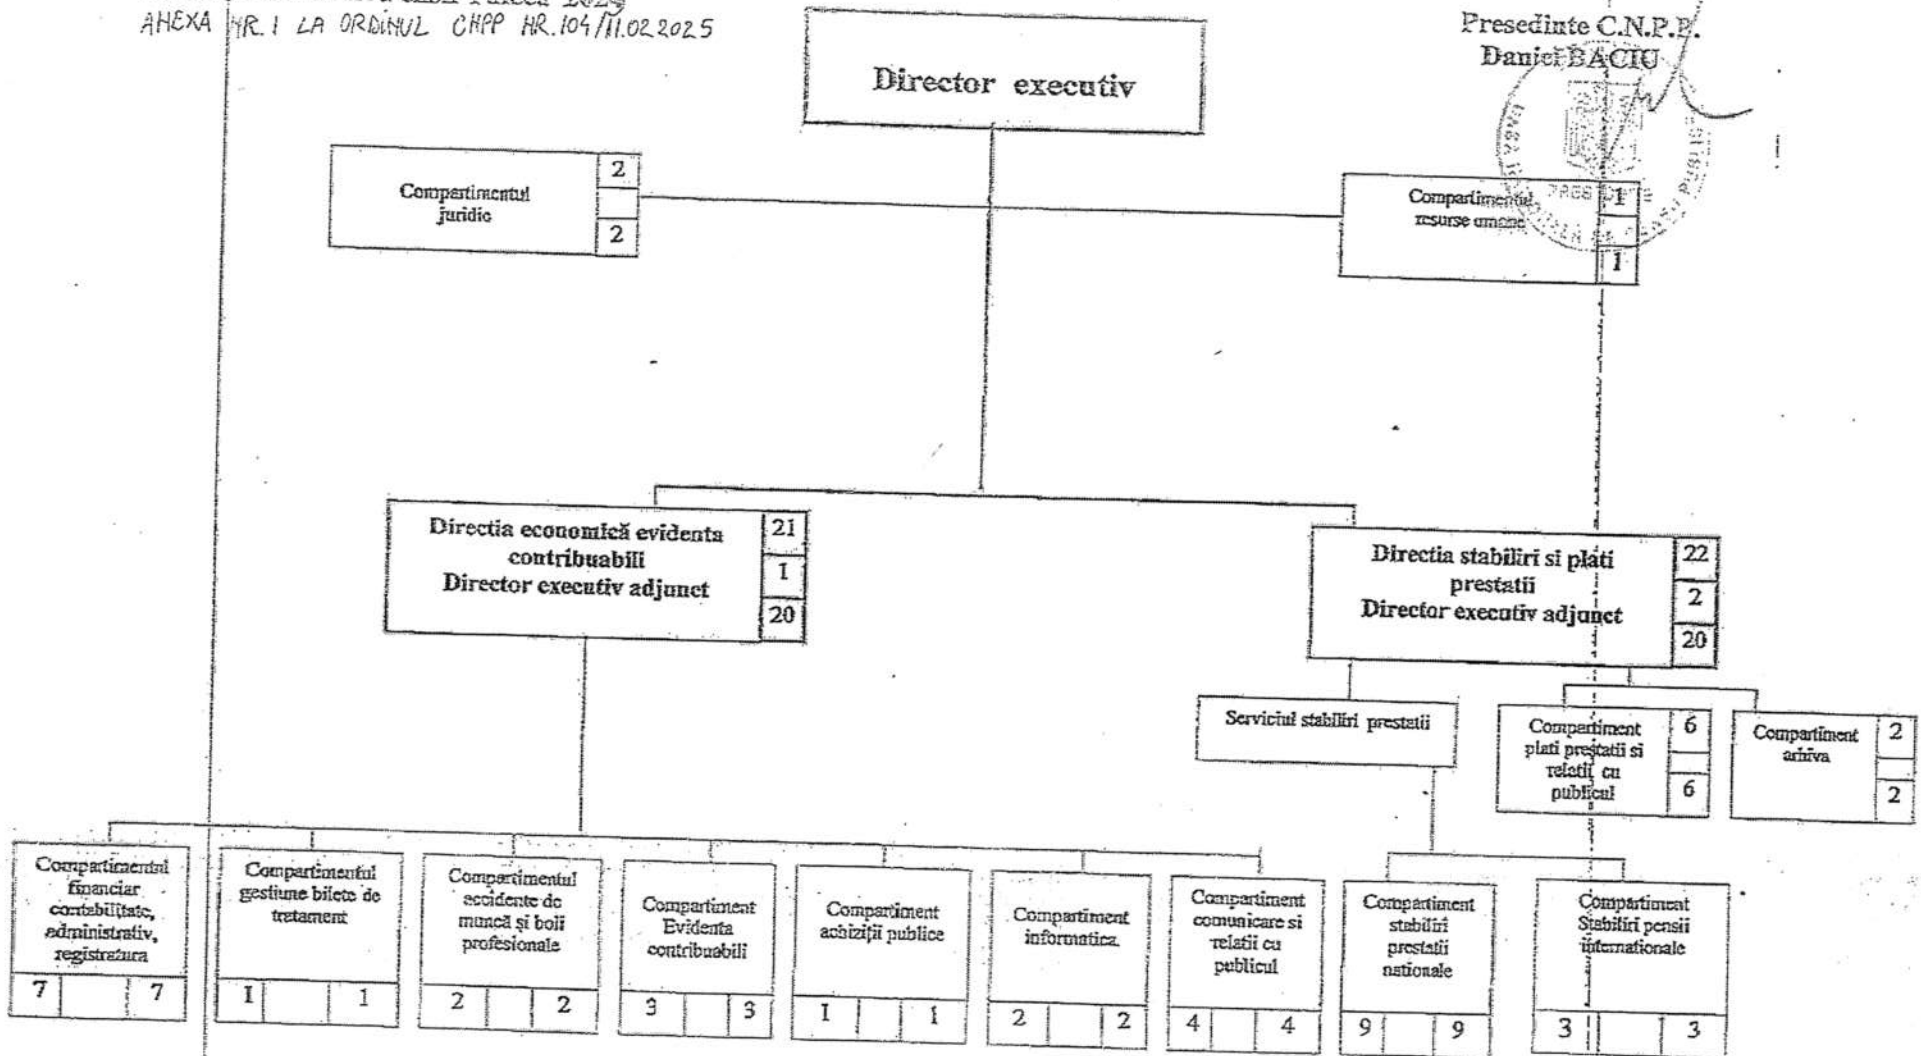 2025
ANEXA NR. 1 LA ORDINUL CNPP NR. 104/11.02.2025
Presedinte C.N.P.P.
Daniel BACIU
Director executiv
Compartimentul
juridic
2
2
Compartimentul
resurse umane
1
1
Directia economică evidenta
contribuabili
Director executiv adjunct
21
1
20
Directia stabiliri si plati
prestatii
Director executiv adjunct
22
2
20
Serviciul stabiliri prestatii
Compartiment
plati prestatii si
relatii cu
publicul
6
6
Compartiment
arhiva
2
2
Compartimentul
financiar
contabilitate,
administrativ,
registratura
7 7
Compartimentul
gestiune bilete de
tretament
1 1
Compartimentul
accidente de
muncă și boli
profesionale
2 2
Compartiment
Evidenta
contribuabili
3 3
Compartiment
achiziții publice
1 1
Compartiment
informatica
2 2
Compartiment
comunicare si
relatii cu
publicul
4 4
Compartiment
stabiliri
prestatii
nationale
9 9
Compartiment
Stabiliri pensii
internationale
3 3